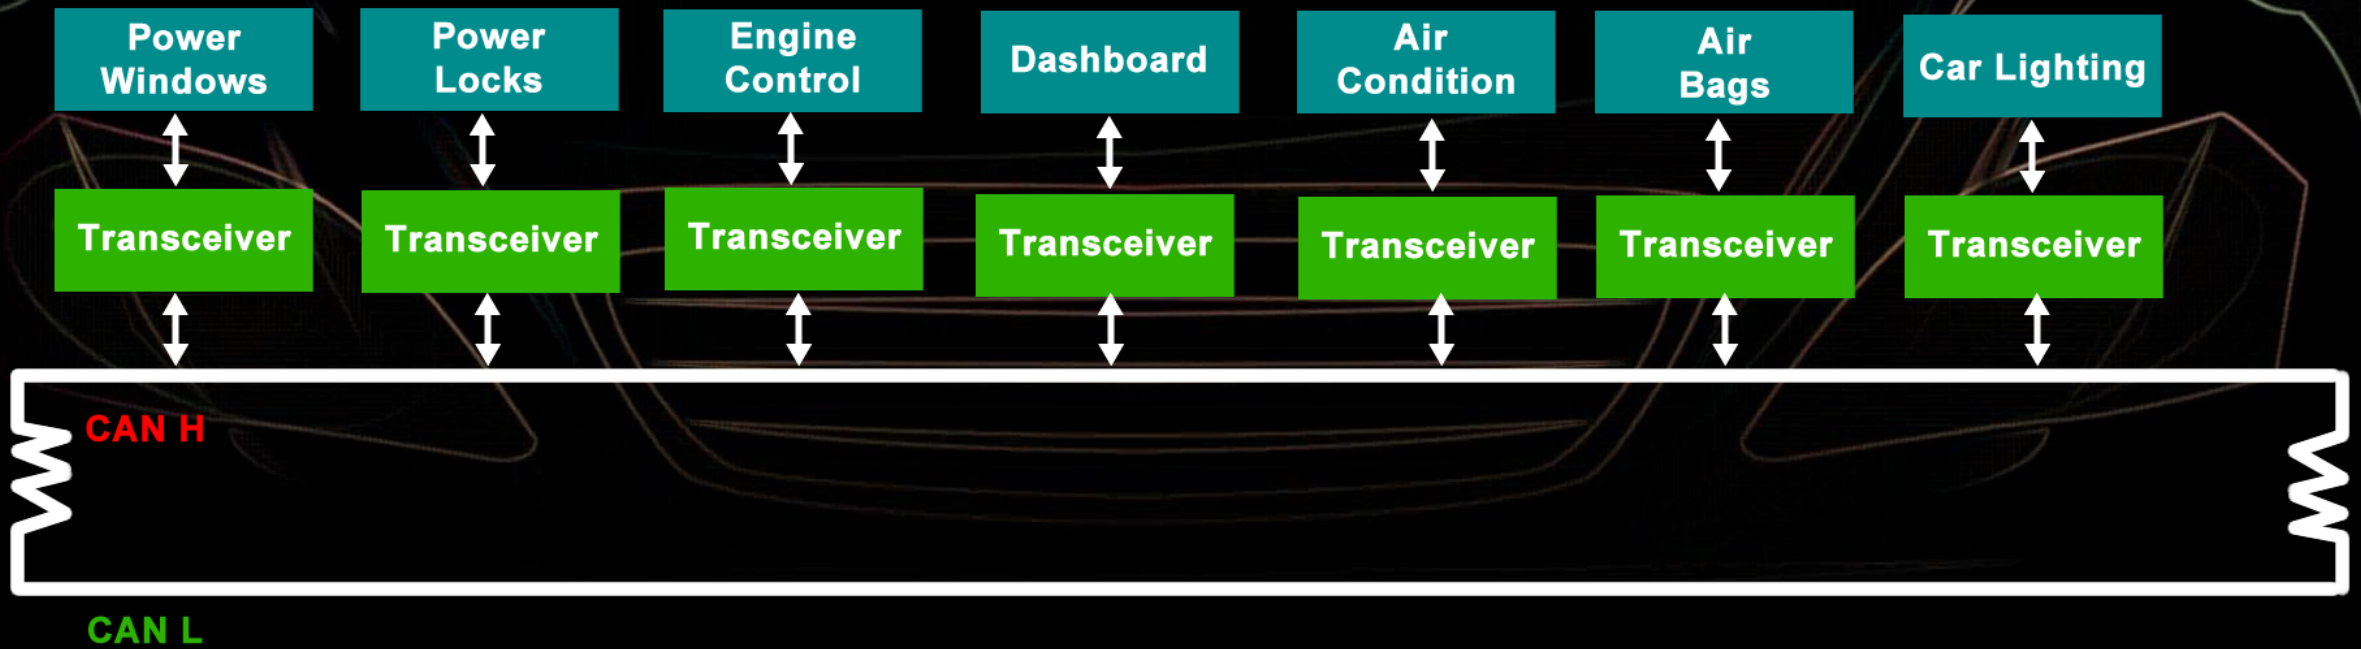 Power
Windows
Power
Locks
Engine
Control
Dashboard
Air
Condition
Air
Bags
Car Lighting
Transceiver
Transceiver
Transceiver
Transceiver
Transceiver
Transceiver
Transceiver
CAN H
CAN L